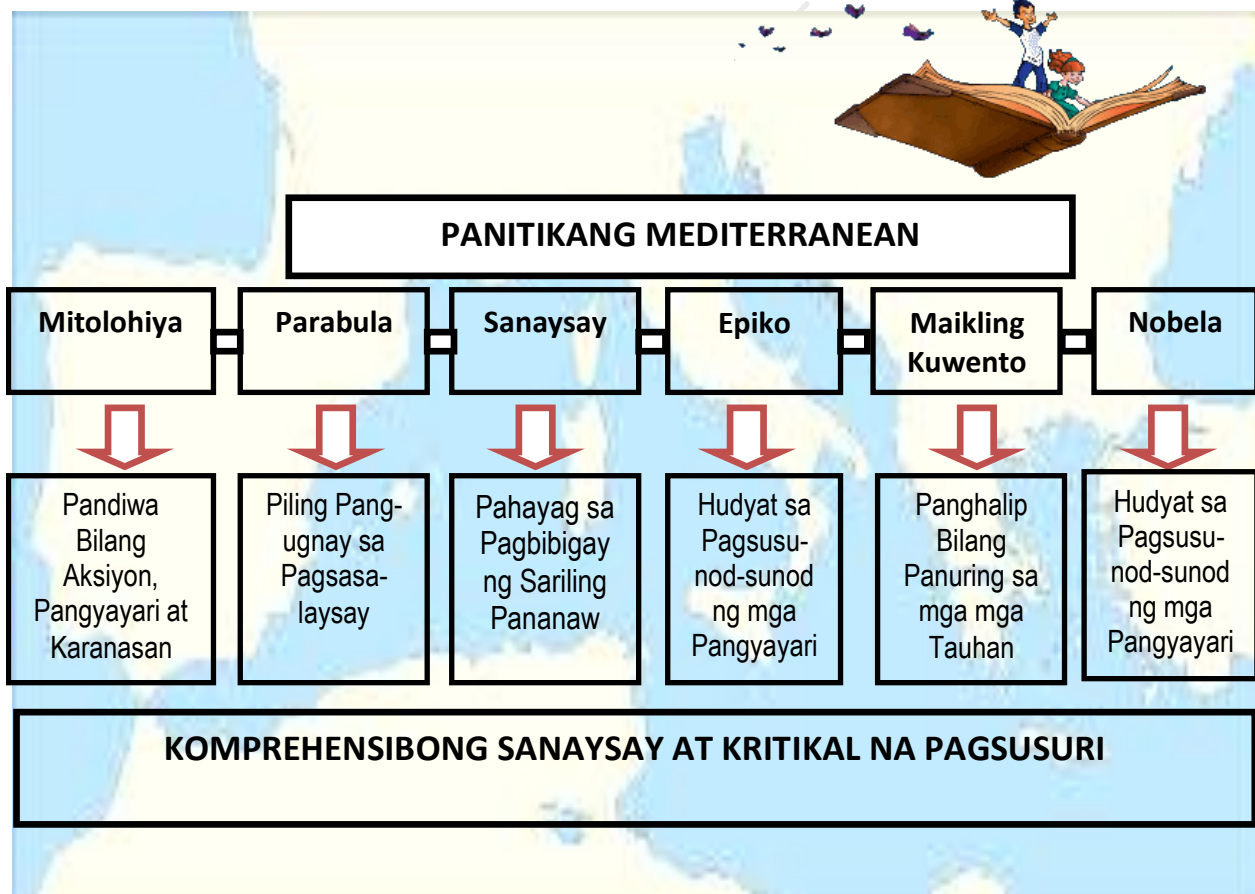 PANITIKANG MEDITERRANEAN
Mitolohiya
Parabula
Sanaysay
Epiko
Maikling
Kuwento
Nobela
Pandiwa
Bilang
Aksiyon,
Pangyayari at
Karanasan
Piling Pang-
ugnay sa
Pagsasa-
laysay
Pahayag sa
Pagbibigay
ng Sariling
Pananaw
Hudyat sa
Pagsusu-
nod-sunod
ng mga
Pangyayari
Panghalip
Bilang
Panuring sa
mga mga
Tauhan
Hudyat sa
Pagsusu-
nod-sunod
ng mga
Pangyayari
KOMPREHENSIBONG SANAYSAY AT KRITIKAL NA PAGSUSURI